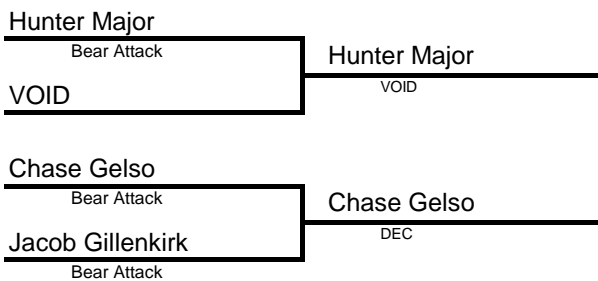 Hunter Major
Bear Attack
VOID
Hunter Major
VOID
Chase Gelso
Bear Attack
Jacob Gillenkirk
Bear Attack
Chase Gelso
DEC